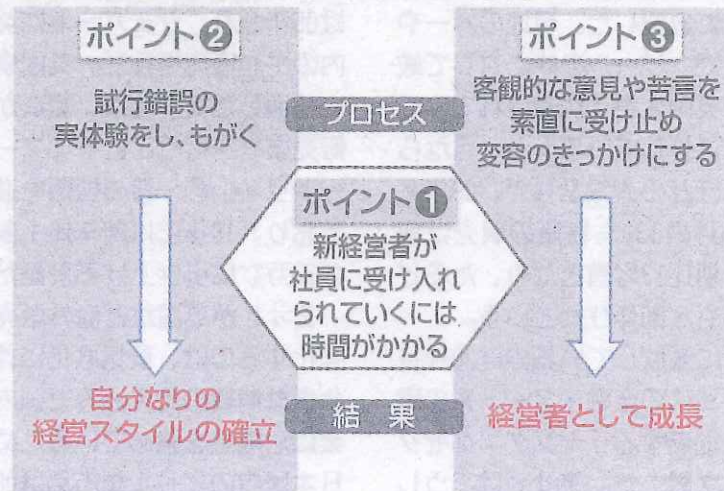 ポイント❷
試行錯誤の
実体験をし、もがく
自分なりの
経営スタイルの確立
プロセス
ポイント❶
新経営者が
社員に受け入れ
られていくには
時間がかかる
結 果
ポイント❸
客観的な意見や苦言を
素直に受け止め
変容のきっかけにする
経営者として成長